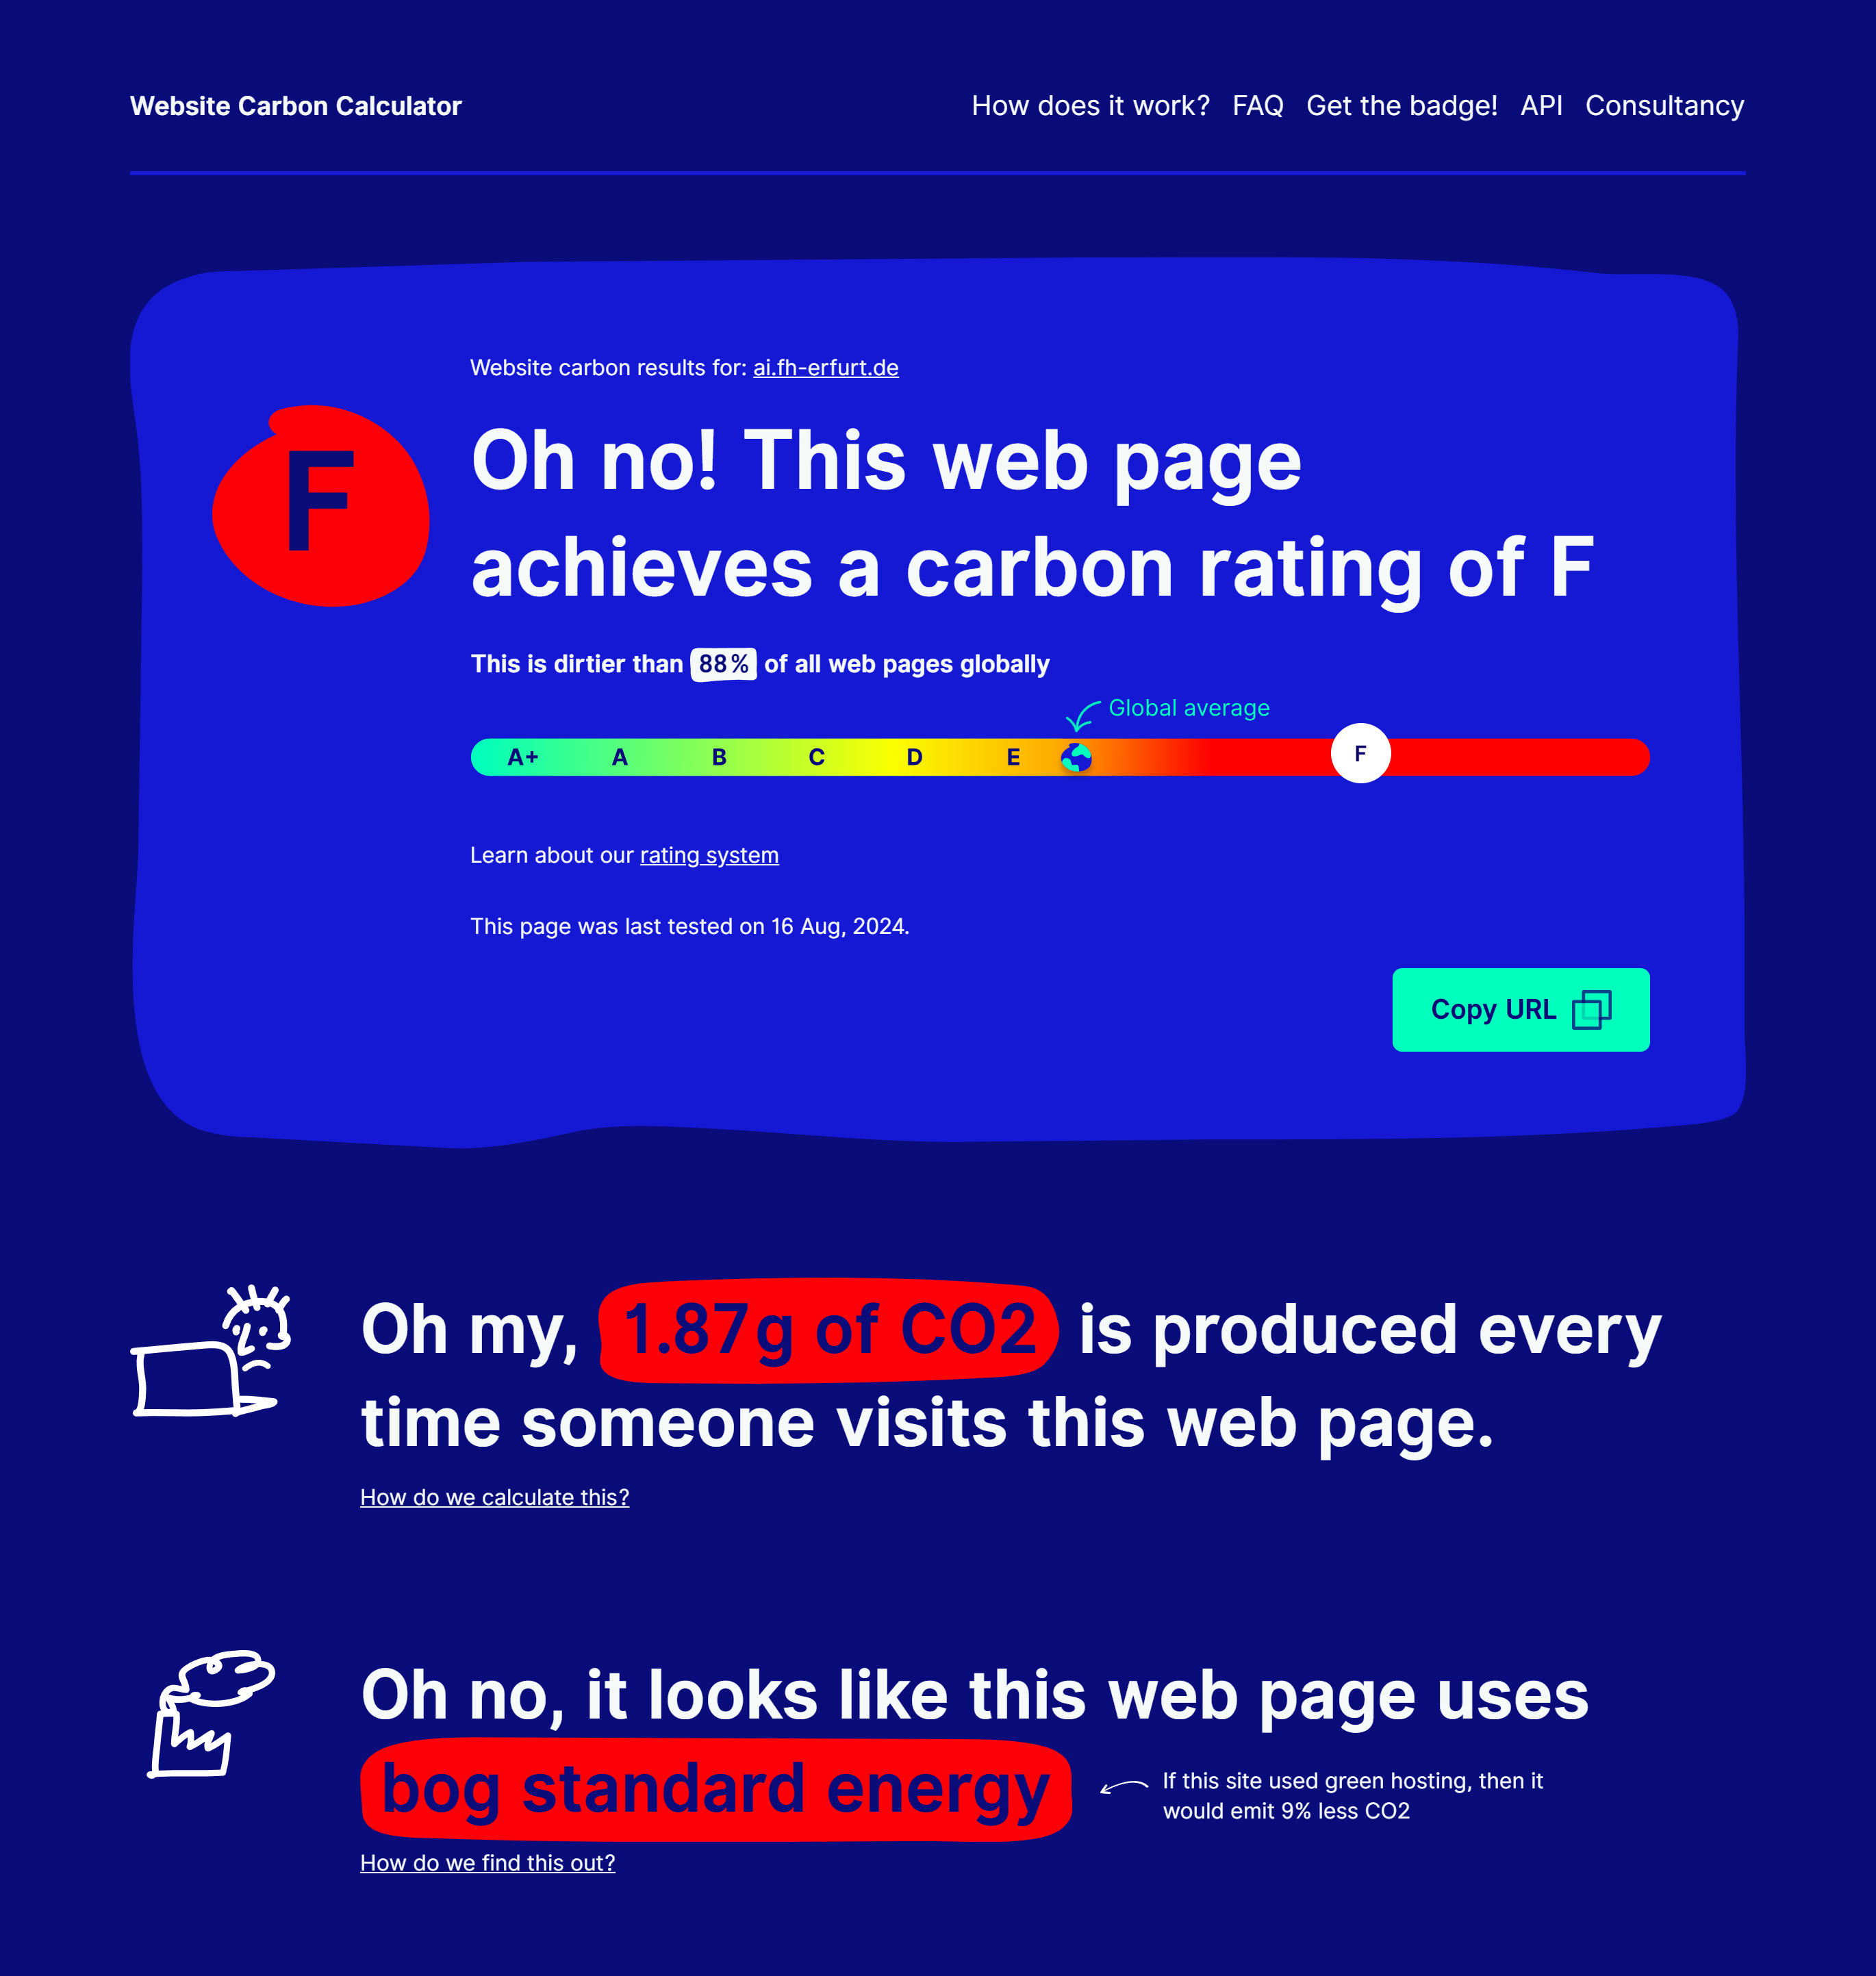 Website Carbon Calculator
How does it work? FAQ Get the badge! API Consultancy
Website carbon results for: ai.fh-erfurt.de
F
Oh no! This web page
achieves a carbon rating of F
This is dirtier than 88% of all web pages globally
Global average
A+ A B C D E F
Learn about our rating system
This page was last tested on 16 Aug, 2024.
Copy URL
Oh my, 1.87g of CO2 is produced every
time someone visits this web page.
How do we calculate this?
Oh no, it looks like this web page uses
bog standard energy
If this site used green hosting, then it
would emit 9% less CO2
How do we find this out?